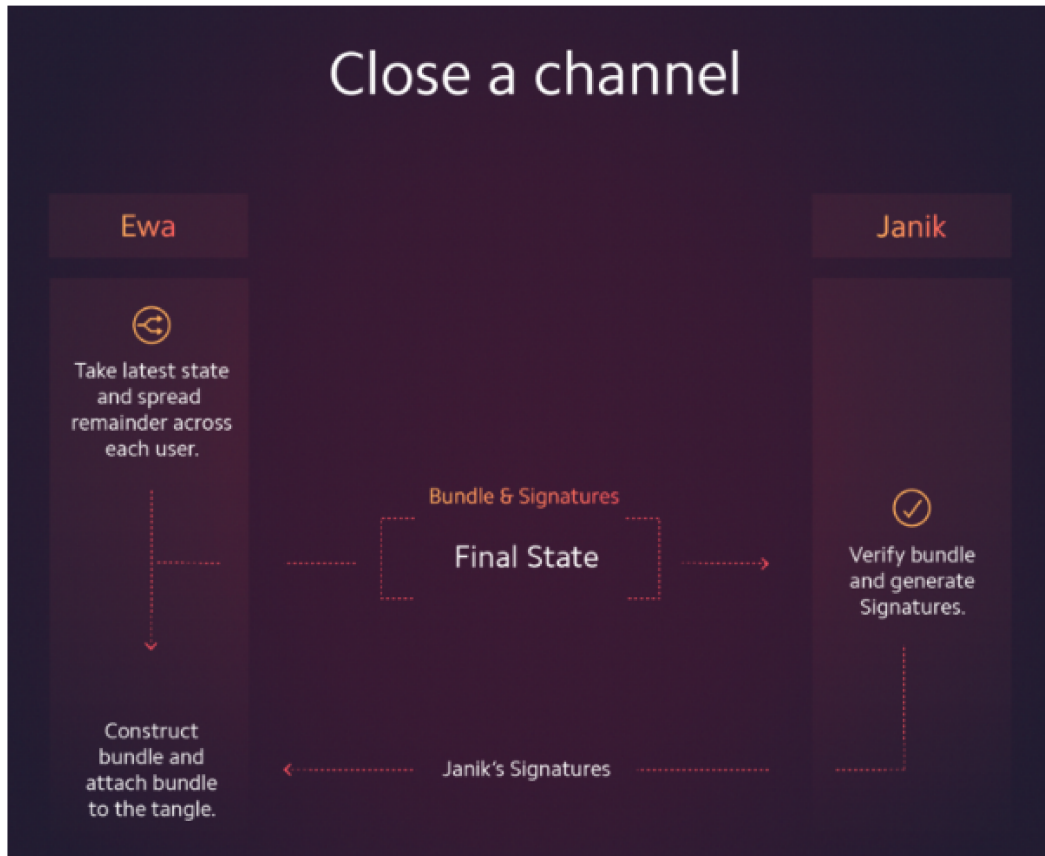 Close a channel
Ewa
Janik
Take latest state
and spread
remainder across
each user.
Bundle & Signatures
Final State
Verify bundle
and generate
Signatures.
Construct
bundle and
attach bundle
to the tangle.
Janik's Signatures